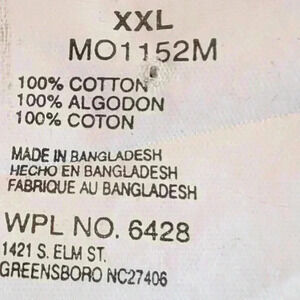 XXL
MO1152M
100% COTTON
100% ALGODON
100% COTON
MADE IN BANGLADESH
HECHO EN BANGLADESH
FABRIQUE AU BANGLADESH
WPL NO. 6428
1421 S. ELM ST.
GREENSBORO NC27406